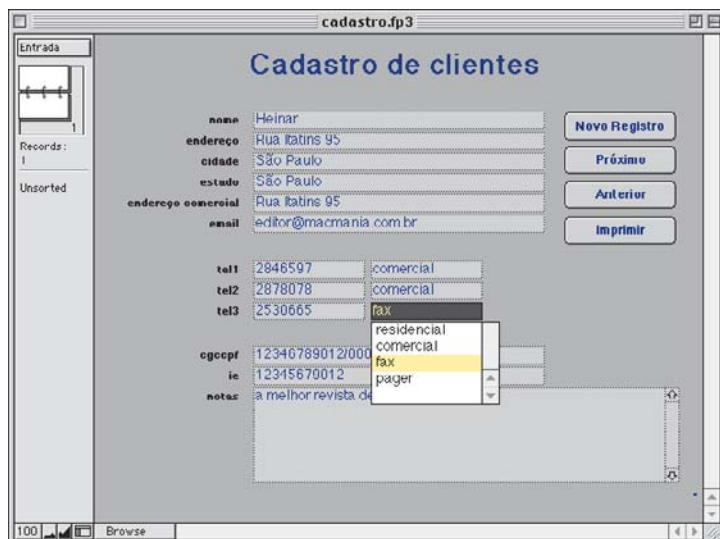 cadastro.fp3
Entrada
1
Records:
1
Unsorted
Cadastro de clientes
nome Heinar
endereço Rua Itatins 95
cidade São Paulo
estado São Paulo
endereço comercial Rua Itatins 95
email editor@macmania.com.br
Novo Registro
Próximo
Anterior
Imprimir
tel1 2846597 comercial
tel2 2878078 comercial
tel3 2530665 fax
residencial
comercial
fax
pager
cgccpf 12346789012/000
ie 12345670012
notas a melhor revista de
100 Browse